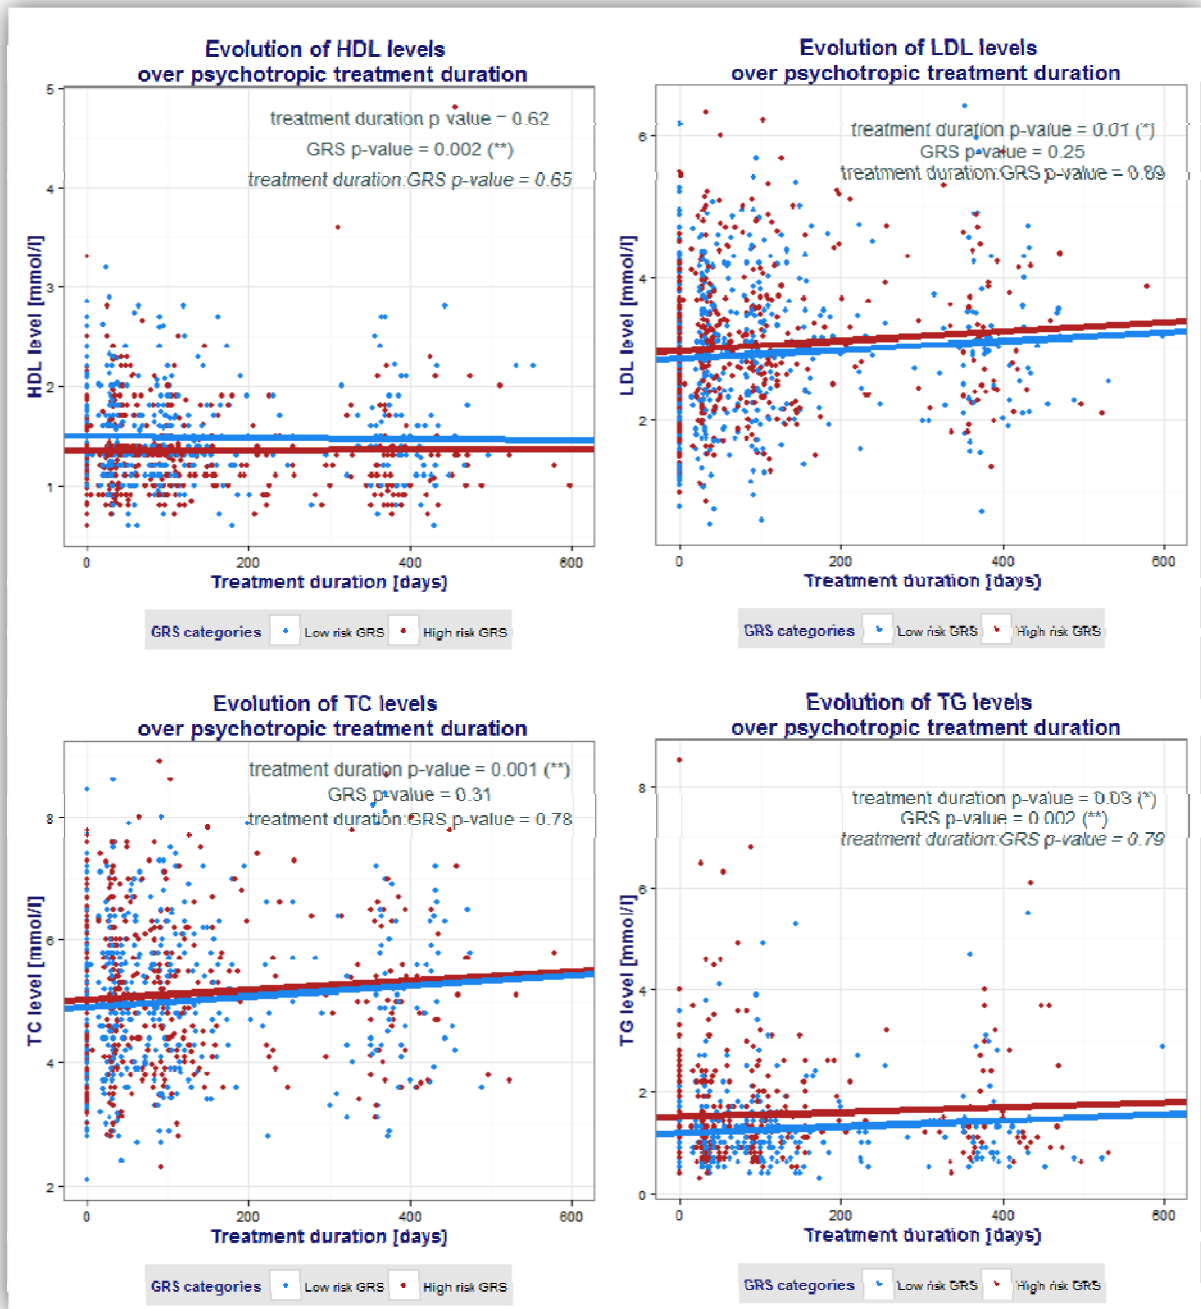 Evolution of HDL levels
over psychotropic treatment duration
treatment duration p value = 0.62
GRS p-value = 0.002 (**)
treatment duration:GRS p-value = 0.65
HDL level [mmol/l]
5
4
3
2
1
0 200 400 600
Treatment duration [days]
GRS categories Low risk GRS High risk GRS
Evolution of LDL levels
over psychotropic treatment duration
treatment duration p-value = 0.01 (*)
GRS p-value = 0.25
treatment duration:GRS p-value = 0.89
LDL level [mmol/l]
6
4
2
0 200 400 600
Treatment duration [days]
GRS categories Low risk GRS High risk GRS
Evolution of TC levels
over psychotropic treatment duration
treatment duration p-value = 0.001 (**)
GRS p-value = 0.31
treatment duration:GRS p-value = 0.78
TC level [mmol/l]
8
6
4
2
0 200 400 600
Treatment duration [days]
GRS categories Low risk GRS High risk GRS
Evolution of TG levels
over psychotropic treatment duration
treatment duration p-value = 0.03 (*)
GRS p-value = 0.002 (**)
treatment duration:GRS p-value = 0.79
TG level [mmol/l]
8
6
4
2
0
0 200 400 600
Treatment duration [days]
GRS categories Low risk GRS High risk GRS